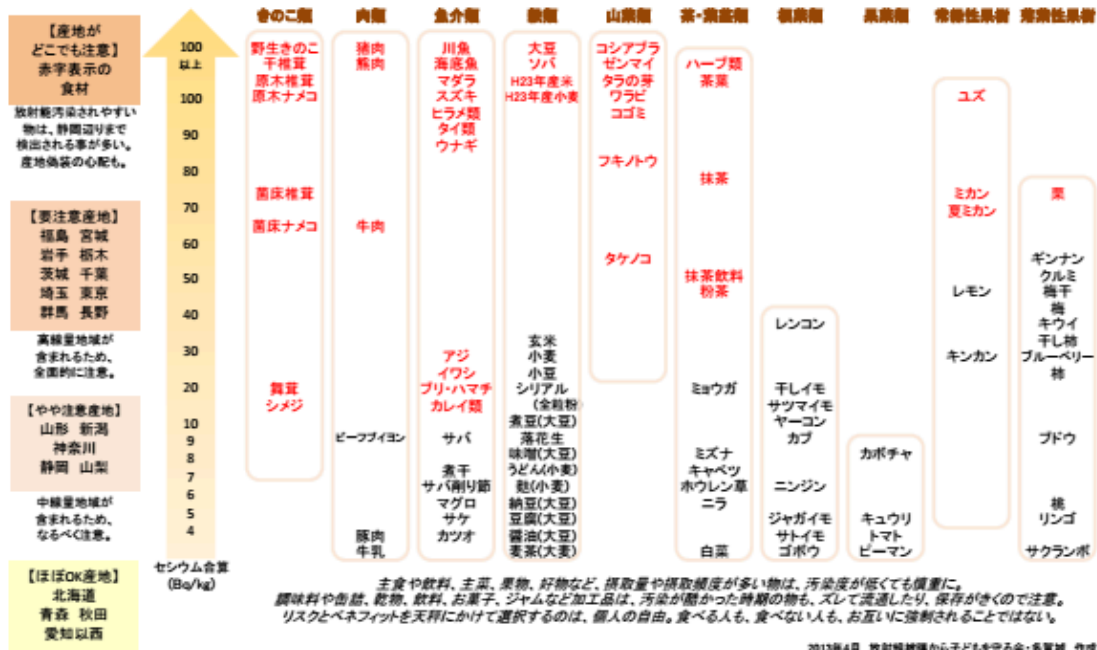 きのこ類 肉類 魚介類 穀類 山菜類 茶・葉茎類 根菜類 果菜類 常緑性果樹 落葉性果樹
【産地が
どこでも注意】
赤字表示の
食材
放射能汚染されやすい
物は、静岡辺りまで
検出される事が多い。
産地偽装の心配も。
【要注意産地】
福島 宮城
岩手 栃木
茨城 千葉
埼玉 東京
群馬 長野
高線量地域が
含まれるため、
全面的に注意。
【やや注意産地】
山形 新潟
神奈川
静岡 山梨
中線量地域が
含まれるため、
なるべく注意。
【ほぼOK産地】
北海道
青森 秋田
愛知以西
100
以上
100
90
80
70
60
50
40
30
20
10
9
8
7
6
5
4
セシウム合算
(Bq/kg)
野生きのこ
干椎茸
原木椎茸
原木ナメコ
菌床椎茸
菌床ナメコ
舞茸
シメジ
猪肉
熊肉
牛肉
ビーフブイヨン
豚肉
牛乳
川魚
海底魚
マダラ
スズキ
ヒラメ類
タイ類
ウナギ
アジ
イワシ
ブリ・ハマチ
カレイ類
サバ
煮干
サバ削り節
マグロ
サケ
カツオ
大豆
ソバ
H23年産米
H23年産小麦
玄米
小麦
小豆
シリアル
(全粒粉)
煮豆(大豆)
落花生
味噌(大豆)
うどん(小麦)
麩(小麦)
納豆(大豆)
豆腐(大豆)
醤油(大豆)
麦茶(大麦)
コシアブラ
ゼンマイ
タラの芽
ワラビ
コゴミ
フキノトウ
タケノコ
ハーブ類
茶葉
抹茶
抹茶飲料
粉茶
ミョウガ
ミズナ
キャベツ
ホウレン草
ニラ
白菜
レンコン
干しイモ
サツマイモ
ヤーコン
カブ
ニンジン
ジャガイモ
サトイモ
ゴボウ
カボチャ
キュウリ
トマト
ピーマン
ユズ
ミカン
夏ミカン
レモン
キンカン
栗
ギンナン
クルミ
梅干
梅
キウイ
干し柿
ブルーベリー
柿
ブドウ
桃
リンゴ
サクランボ
主食や飲料、主菜、果物、好物など、摂取量や摂取頻度が多い物は、汚染度が低くても慎重に。
調味料や缶詰、乾物、飲料、お菓子、ジャムなど加工品は、汚染が酷かった時期の物も、ズレて流通したり、保存がきくので注意。
リスクとベネフィットを天秤にかけて選択するのは、個人の自由。食べる人も、食べない人も、お互いに強制されることではない。
2013年4月 放射線被曝から子どもを守る会・多賀城 作成